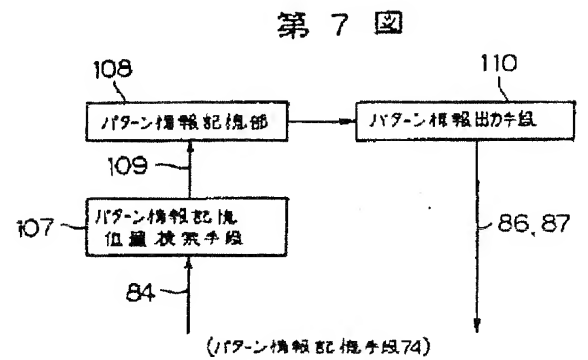 第 7 図
108
110
パターン情報記憶部
パターン情報出力手段
109
107
パターン情報記憶
位置検索手段
86,87
84
(パターン情報記憶手段74)